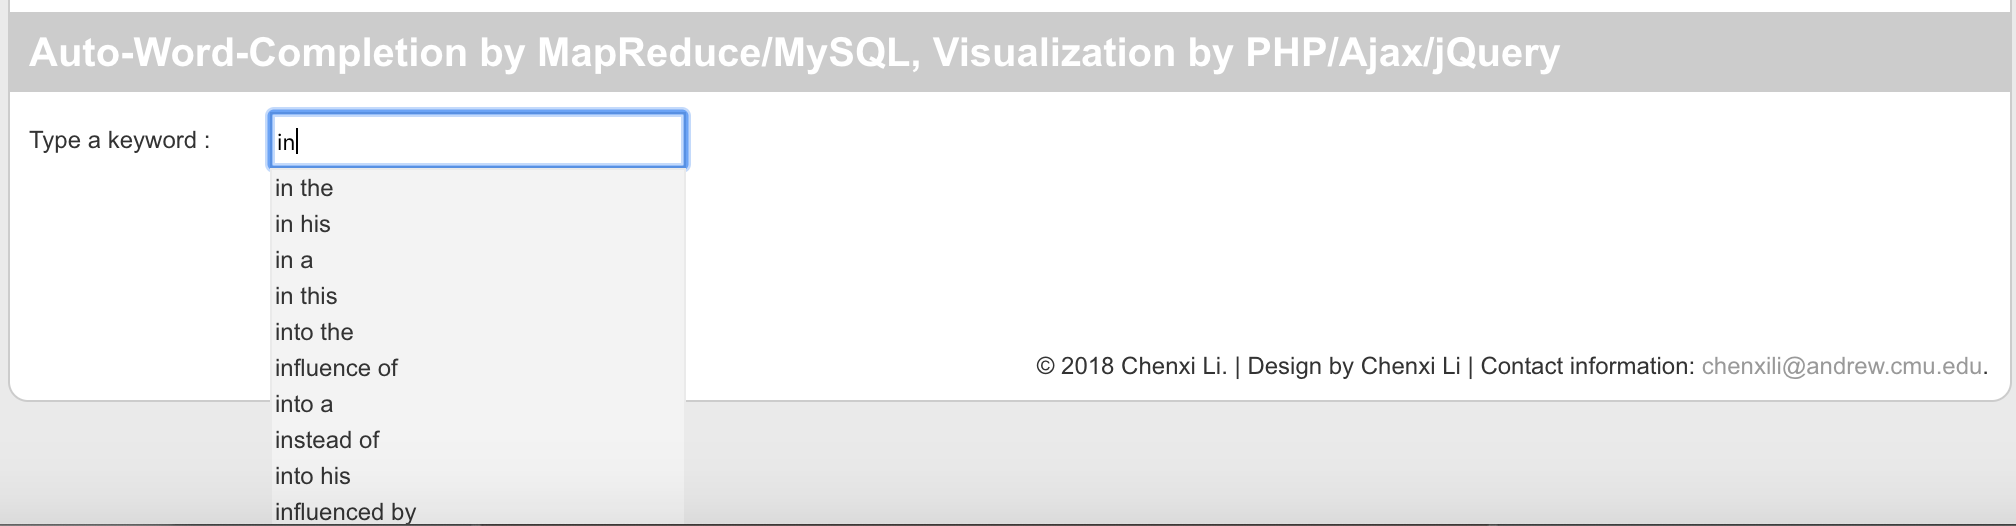 Auto-Word-Completion by MapReduce/MySQL, Visualization by PHP/Ajax/jQuery
Type a keyword : in
in the
in his
in a
in this
into the
influence of
into a
instead of
into his
influenced by
© 2018 Chenxi Li. | Design by Chenxi Li | Contact information: chenxili@andrew.cmu.edu.